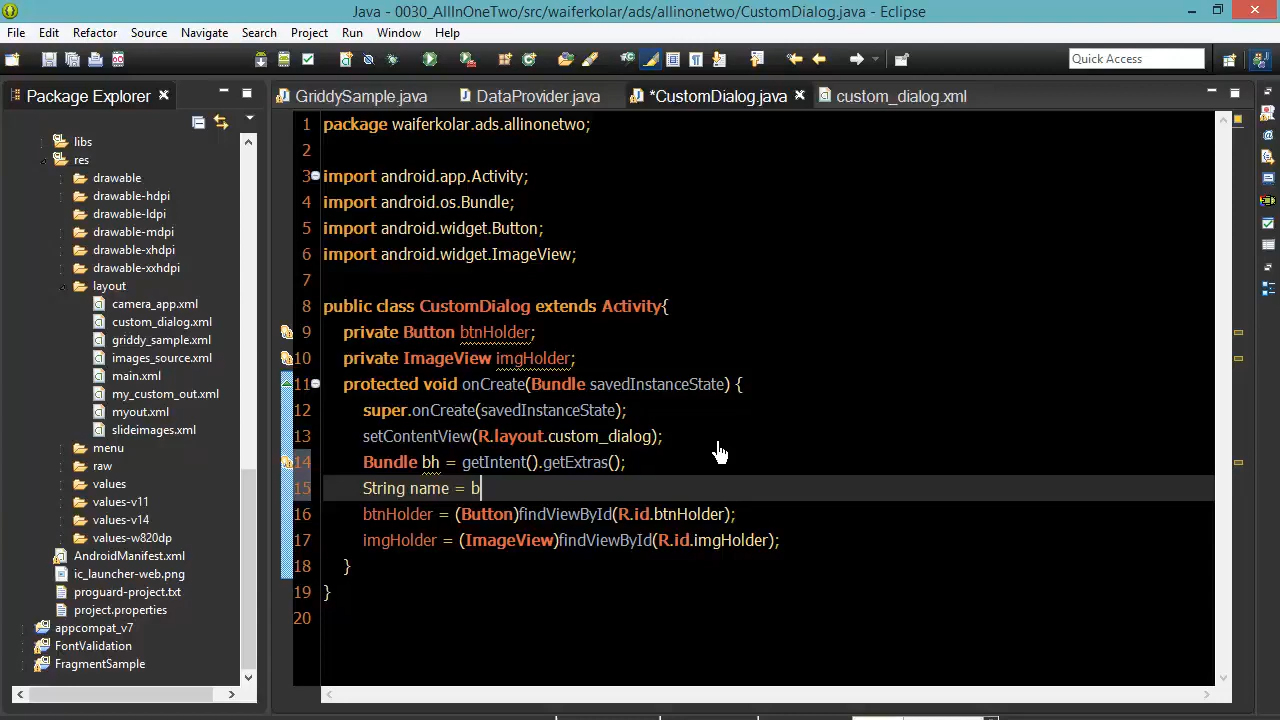 Java - 0030_AllInOneTwo/src/waiferkolar/ads/allinonetwo/CustomDialog.java - Eclipse
File Edit Refactor Source Navigate Search Project Run Window Help
Quick Access
Package Explorer
GriddySample.java DataProvider.java *CustomDialog.java custom_dialog.xml
libs
res
drawable
drawable-hdpi
drawable-ldpi
drawable-mdpi
drawable-xhdpi
drawable-xxhdpi
layout
camera_app.xml
custom_dialog.xml
griddy_sample.xml
images_source.xml
main.xml
my_custom_out.xml
myout.xml
slideimages.xml
menu
raw
values
values-v11
values-v14
values-w820dp
AndroidManifest.xml
ic_launcher-web.png
proguard-project.txt
project.properties
appcompat_v7
FontValidation
FragmentSample
1 package waiferkolar.ads.allinonetwo;
2
3 import android.app.Activity;
4 import android.os.Bundle;
5 import android.widget.Button;
6 import android.widget.ImageView;
7
8 public class CustomDialog extends Activity{
9 private Button btnHolder;
10 private ImageView imgHolder;
11 protected void onCreate(Bundle savedInstanceState) {
12 super.onCreate(savedInstanceState);
13 setContentView(R.layout.custom_dialog);
14 Bundle bh = getIntent().getExtras();
15 String name = b
16 btnHolder = (Button)findViewById(R.id.btnHolder);
17 imgHolder = (ImageView)findViewById(R.id.imgHolder);
18 }
19 }
20